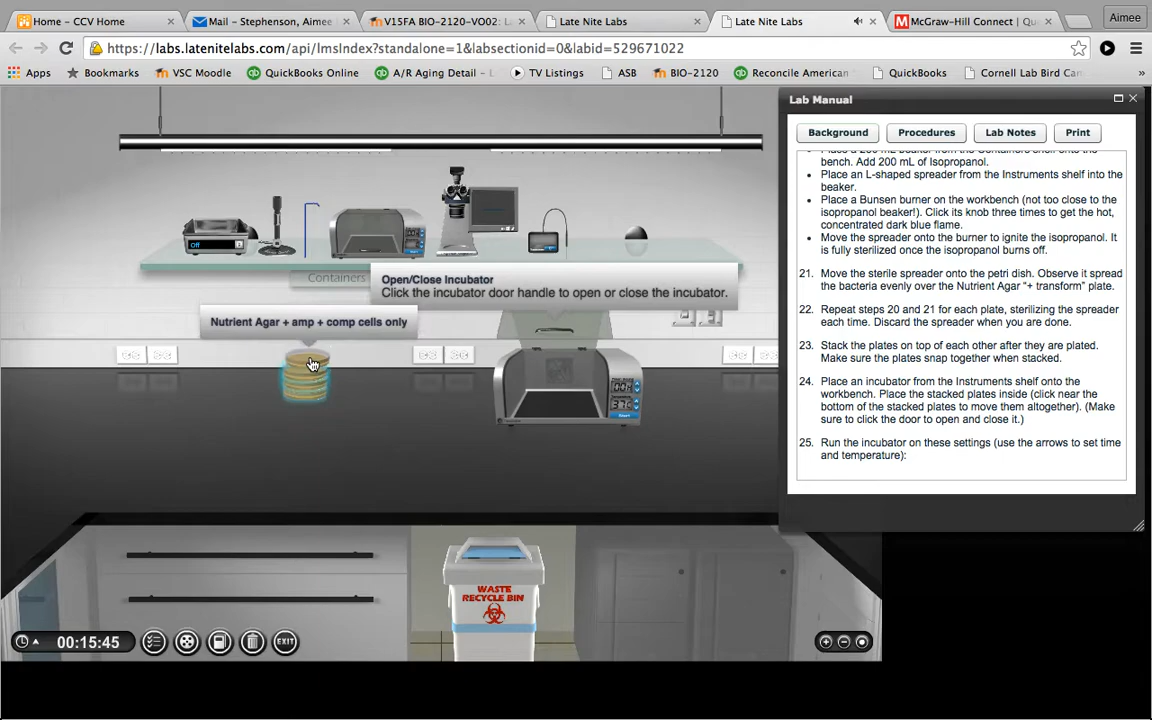 Home – CCV Home
Mail – Stephenson, Aimee
V15FA BIO-2120-VO02:
Late Nite Labs
Late Nite Labs
McGraw-Hill Connect | Qu
Aimee
https://labs.latenitelabs.com/api/lmsIndex?standalone=1&labsectionid=0&labid=529671022
Apps
Bookmarks
VSC Moodle
QuickBooks Online
A/R Aging Detail – L
TV Listings
ASB
BIO-2120
Reconcile American
QuickBooks
Cornell Lab Bird Ca
»
Lab Manual
Background
Procedures
Lab Notes
Print
bench. Add 200 mL of Isopropanol.
• Place an L-shaped spreader from the Instruments shelf into the
beaker.
• Place a Bunsen burner on the workbench (not too close to the
isopropanol beaker!). Click its knob three times to get the hot,
concentrated dark blue flame.
• Move the spreader onto the burner to ignite the isopropanol. It
is fully sterilized once the isopropanol burns off.
21. Move the sterile spreader onto the petri dish. Observe it spread
the bacteria evenly over the Nutrient Agar "+ transform" plate.
22. Repeat steps 20 and 21 for each plate, sterilizing the spreader
each time. Discard the spreader when you are done.
23. Stack the plates on top of each other after they are plated.
Make sure the plates snap together when stacked.
24. Place an incubator from the Instruments shelf onto the
workbench. Place the stacked plates inside (click near the
bottom of the stacked plates to move them altogether). (Make
sure to click the door to open and close it.)
25. Run the incubator on these settings (use the arrows to set time
and temperature):
Off
Containers
Open/Close Incubator
Click the incubator door handle to open or close the incubator.
Nutrient Agar + amp + comp cells only
00H
37C
Start
WASTE
RECYCLE BIN
00:15:45
EXIT